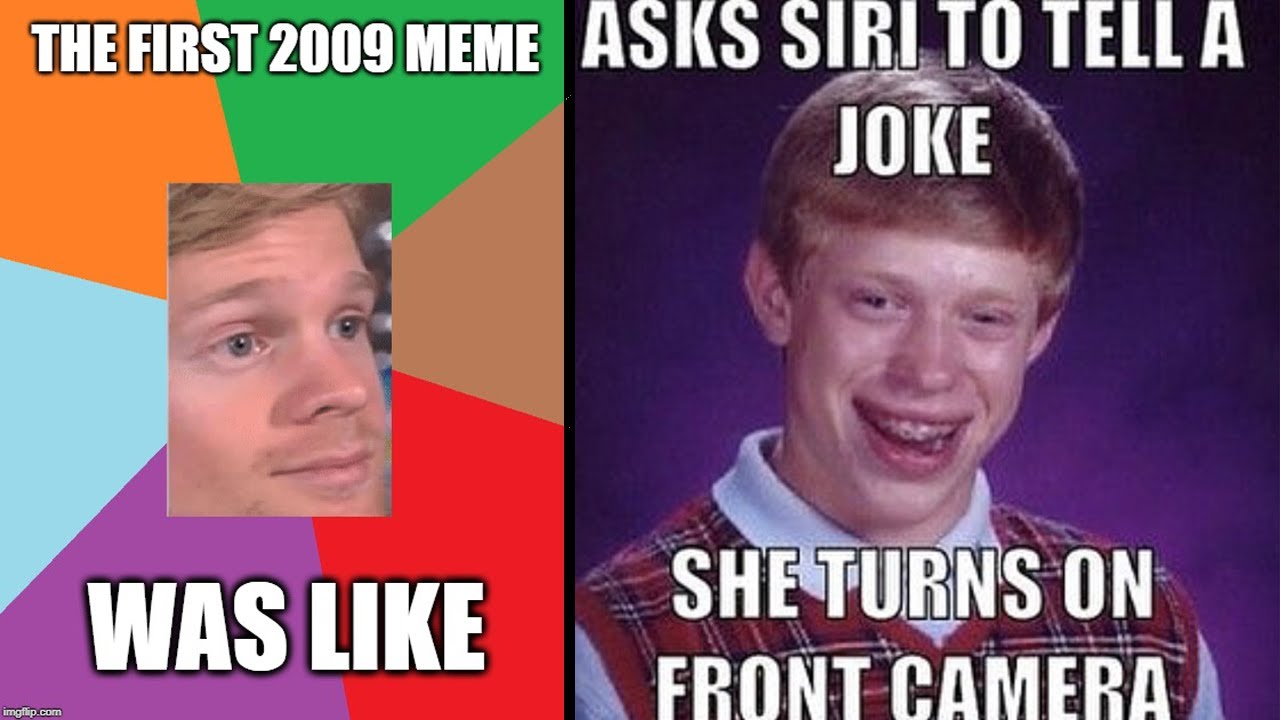 THE FIRST 2009 MEME
WAS LIKE
imgflip.com
ASKS SIRI TO TELL A
JOKE
SHE TURNS ON
FRONT CAMERA